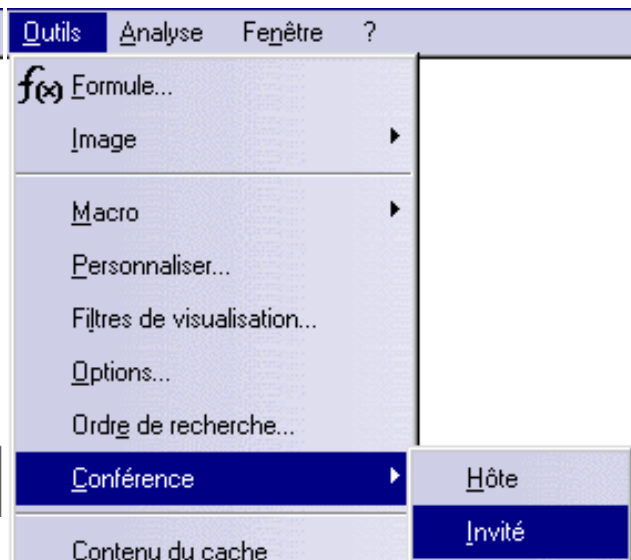 Outils Analyse Fenêtre ?
f(x) Formule...
Image
Macro
Personnaliser...
Filtres de visualisation...
Options...
Ordre de recherche...
Conférence
Hôte
Invité
Contenu du cache